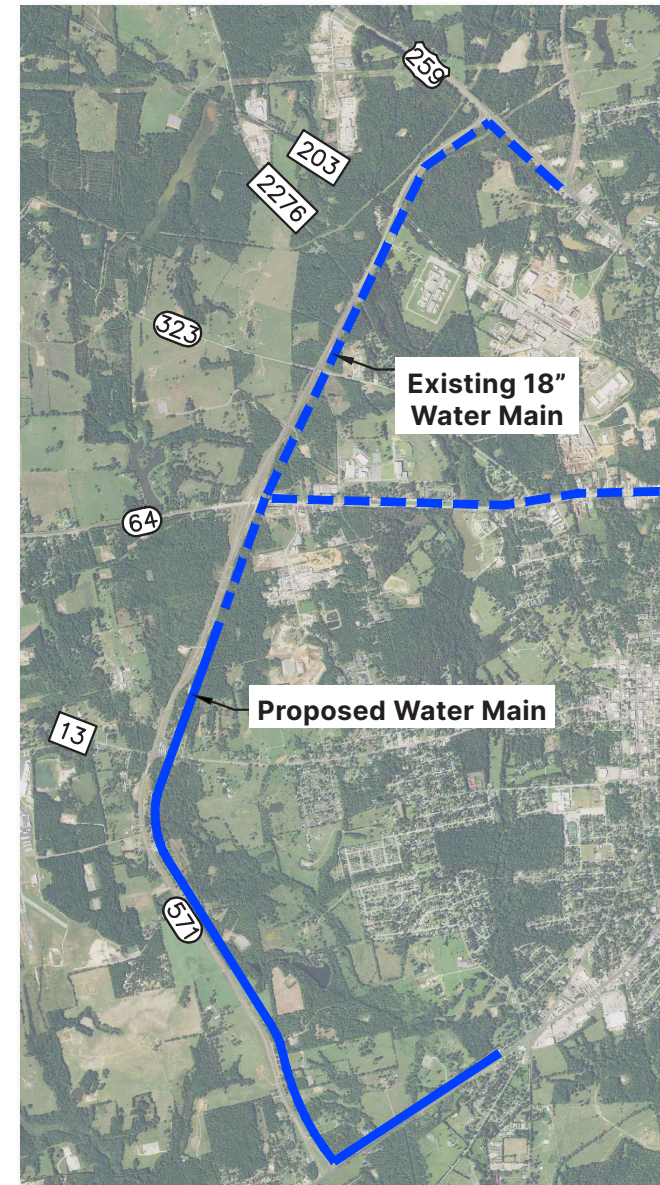 259
203
2276
323
Existing 18”
Water Main
64
Proposed Water Main
13
571